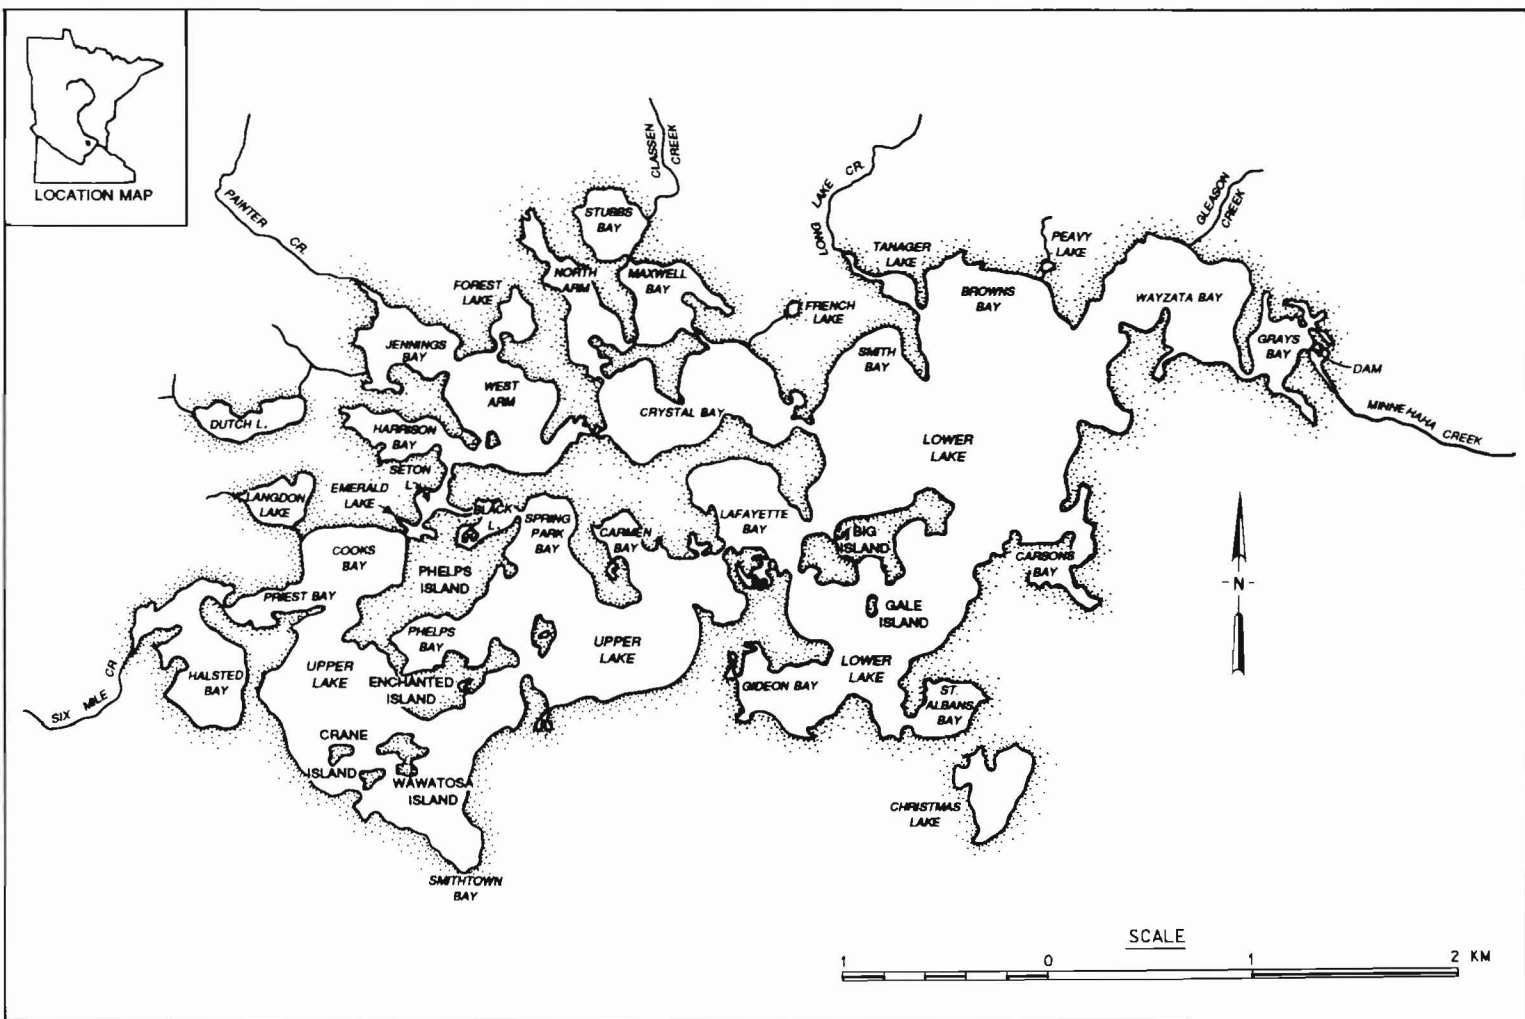 LOCATION MAP
PAINTER CR.
CLASSEN
CREEK
LONG LAKE CR.
GLEASON
CREEK
STUBBS
BAY
TANAGER
LAKE
PEAVY
LAKE
FOREST
LAKE
NORTH
ARM
MAXWELL
BAY
FRENCH
LAKE
BROWNS
BAY
WAYZATA BAY
GRAYS
BAY
DAM
MINNEHAHA CREEK
JENNINGS
BAY
SMITH
BAY
WEST
ARM
CRYSTAL BAY
DUTCH L.
HARRISON
BAY
LOWER
LAKE
SETON
L.
EMERALD
LAKE
LANGDON
LAKE
BLACK
L.
SPRING
PARK
BAY
CARMEN
BAY
LAFAYETTE
BAY
BIG
ISLAND
CARSONS
BAY
COOKS
BAY
PHELPS
ISLAND
PRIEST BAY
GALE
ISLAND
-N-
PHELPS
BAY
UPPER
LAKE
UPPER
LAKE
LOWER
LAKE
HALSTED
BAY
SIX MILE CR
ENCHANTED
ISLAND
GIDEON BAY
ST.
ALBANS
BAY
CRANE
ISLAND
WAWATOSA
ISLAND
CHRISTMAS
LAKE
SMITHTOWN
BAY
SCALE
1 0 1 2 KM